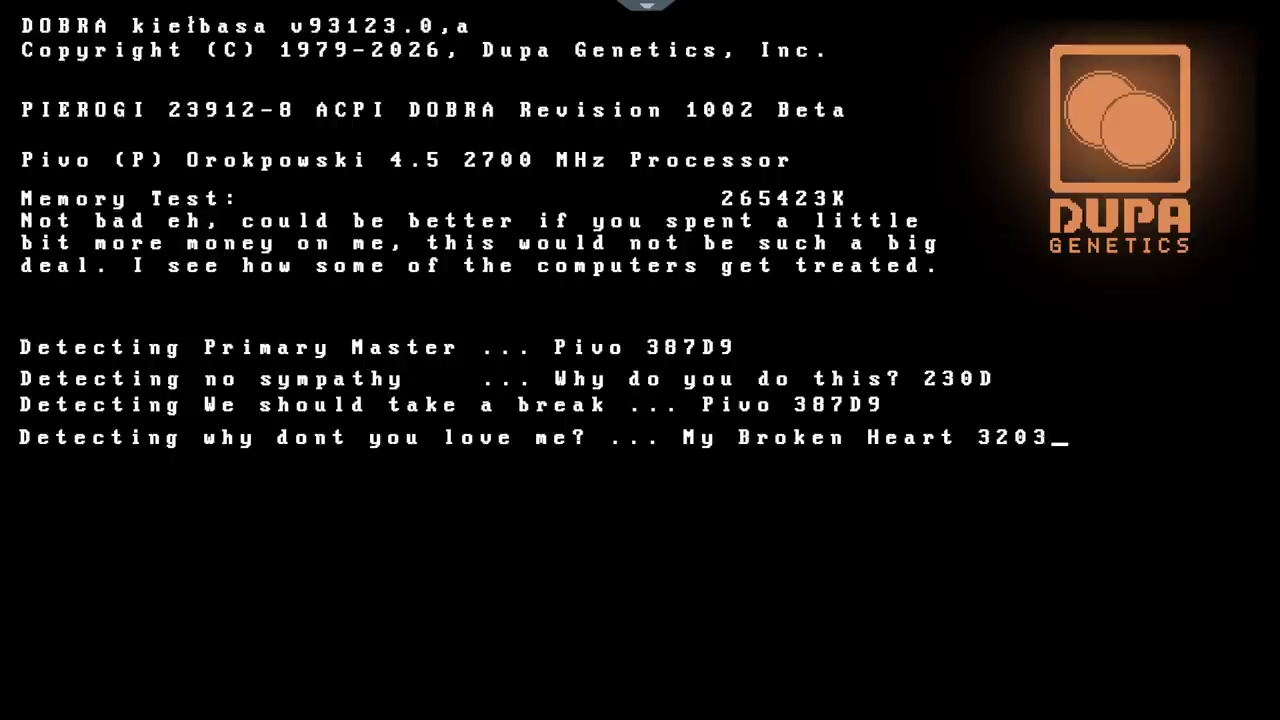 DOBRA kiełbasa v93123.0,a
Copyright (C) 1979-2026, Dupa Genetics, Inc.
PIEROGI 23912-8 ACPI DOBRA Revision 1002 Beta
Pivo (P) Orokpowski 4.5 2700 MHz Processor
Memory Test: 265423K
Not bad eh, could be better if you spent a little
bit more money on me, this would not be such a big
deal. I see how some of the computers get treated.
DUPA
GENETICS
Detecting Primary Master ... Pivo 387D9
Detecting no sympathy ... Why do you do this? 230D
Detecting We should take a break ... Pivo 387D9
Detecting why dont you love me? ... My Broken Heart 3203_